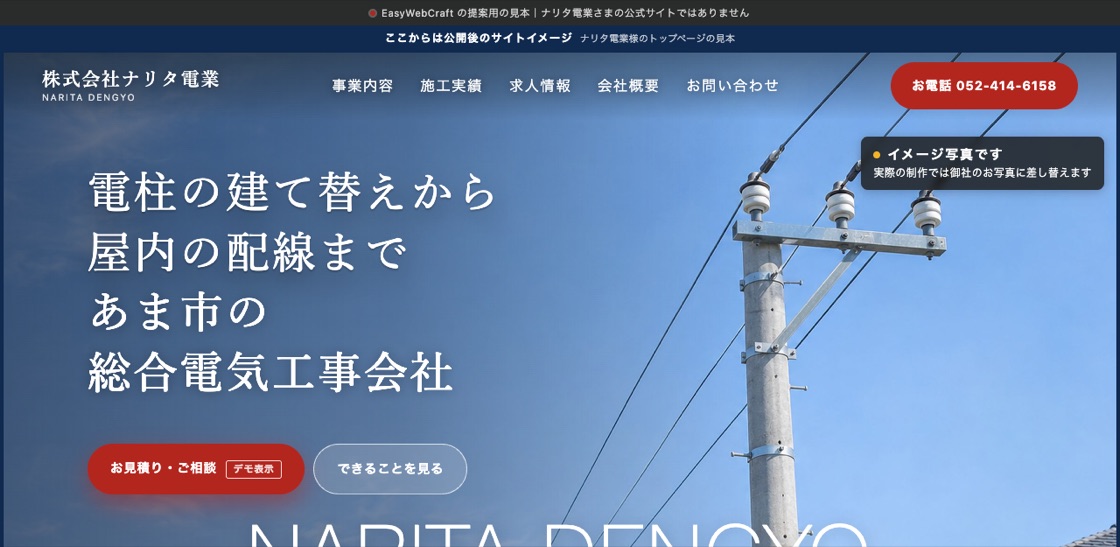 EasyWebCraft の提案用の見本｜ナリタ電業さまの公式サイトではありません
ここからは公開後のサイトイメージ ナリタ電業様のトップページの見本
株式会社ナリタ電業
NARITA DENGYO
事業内容 施工実績 求人情報 会社概要 お問い合わせ
お電話 052-414-6158
イメージ写真です
実際の制作では御社のお写真に差し替えます
電柱の建て替えから
屋内の配線まで
あま市の
総合電気工事会社
お見積り・ご相談 デモ表示
できることを見る
NARITA DENGYO